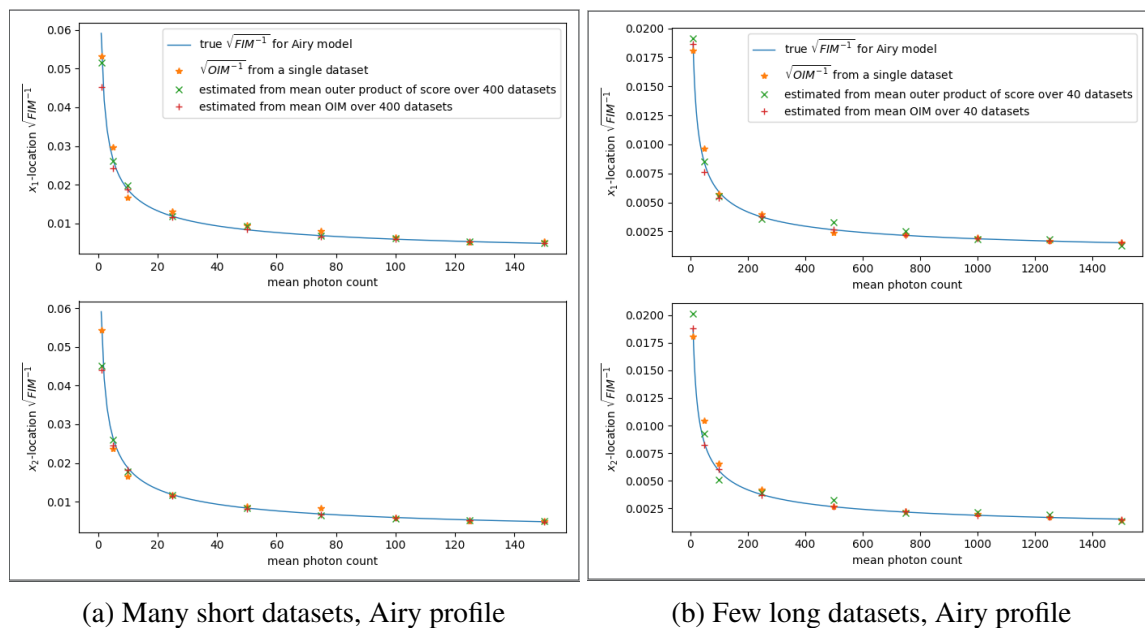 0.06
0.05
0.04
0.03
0.02
0.01
x₁-location √FIM⁻¹
true √FIM⁻¹ for Airy model
√OIM⁻¹ from a single dataset
estimated from mean outer product of score over 400 datasets
estimated from mean OIM over 400 datasets
0 20 40 60 80 100 120 140
mean photon count
0.06
0.05
0.04
0.03
0.02
0.01
x₂-location √FIM⁻¹
0 20 40 60 80 100 120 140
mean photon count
(a) Many short datasets, Airy profile
0.0200
0.0175
0.0150
0.0125
0.0100
0.0075
0.0050
0.0025
x₁-location √FIM⁻¹
true √FIM⁻¹ for Airy model
√OIM⁻¹ from a single dataset
estimated from mean outer product of score over 40 datasets
estimated from mean OIM over 40 datasets
0 200 400 600 800 1000 1200 1400
mean photon count
0.0200
0.0175
0.0150
0.0125
0.0100
0.0075
0.0050
0.0025
x₂-location √FIM⁻¹
0 200 400 600 800 1000 1200 1400
mean photon count
(b) Few long datasets, Airy profile